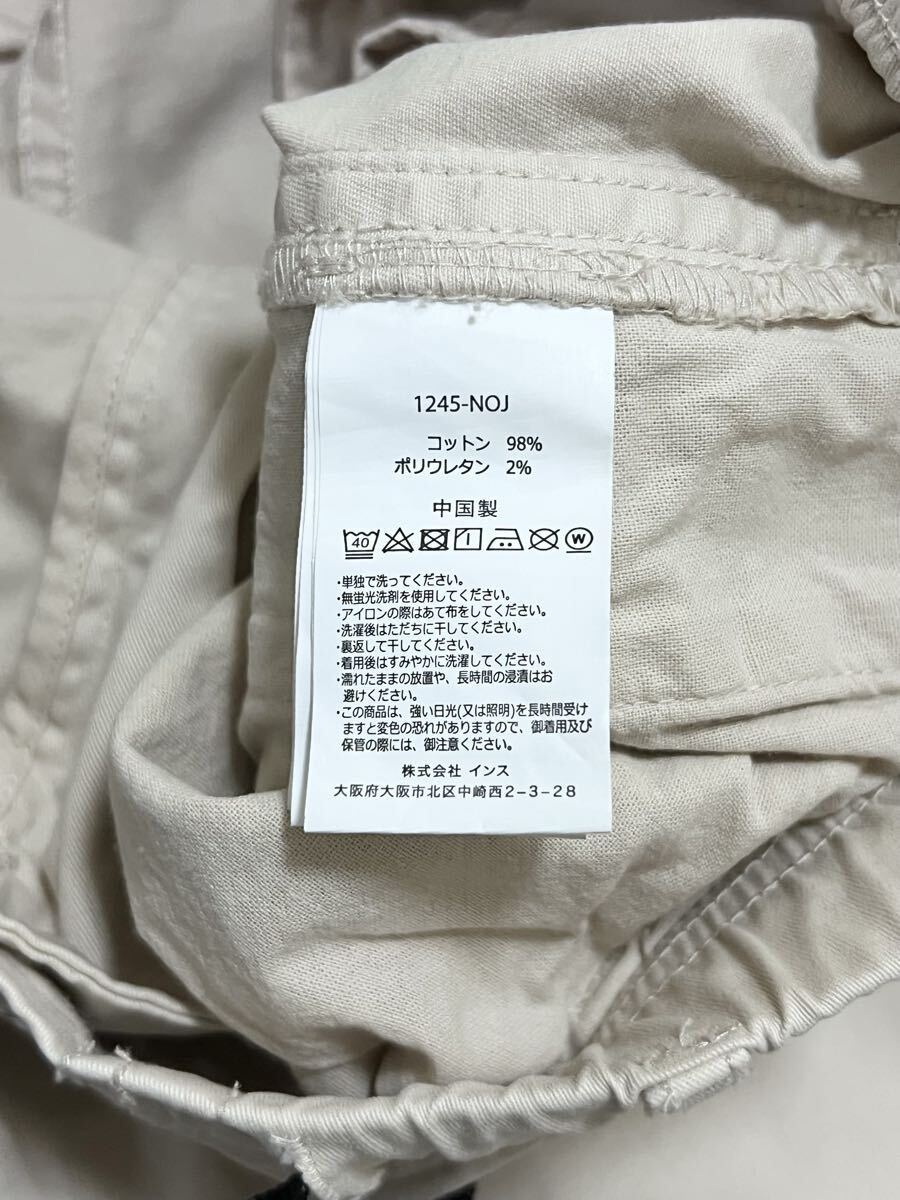 1245-NOJ
コットン 98%
ポリウレタン 2%
中国製
40 W
・単独で洗ってください。
・無蛍光洗剤を使用してください。
・アイロンの際はあて布をしてください。
・洗濯後はただちに干してください。
・裏返して干してください。
・着用後はすみやかに洗濯してください。
・濡れたままの放置や、長時間の浸漬はお
避けください。
・この商品は、強い日光(又は照明)を長時間受け
ますと変色の恐れがありますので、御着用及び
保管の際には、御注意ください。
株式会社 インス
大阪府大阪市北区中崎西2-3-28